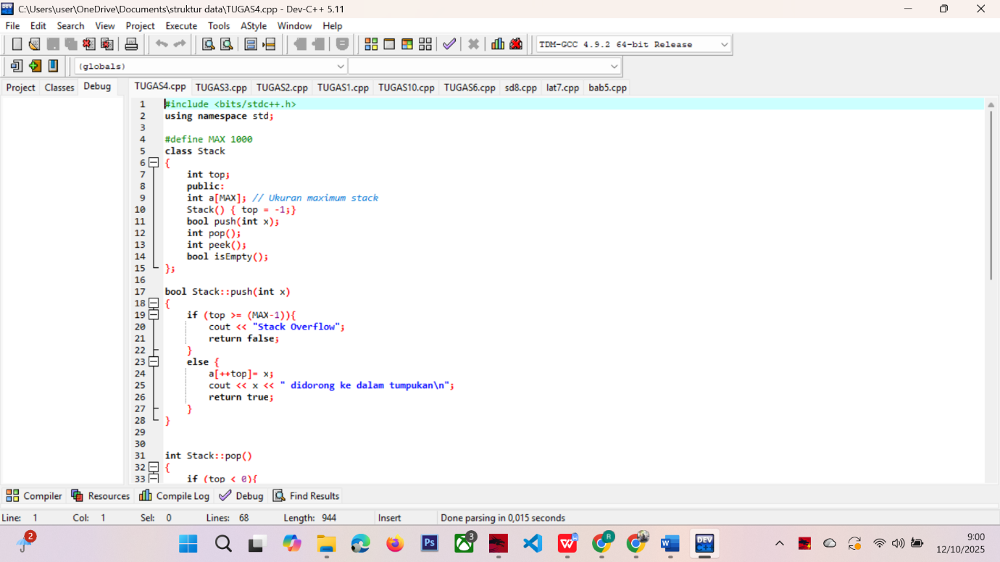 C:\Users\user\OneDrive\Documents\struktur data\TUGAS4.cpp - Dev-C++ 5.11
File Edit Search View Project Execute Tools AStyle Window Help
TDM-GCC 4.9.2 64-bit Release
(globals)
Project Classes Debug TUGAS4.cpp TUGAS3.cpp TUGAS2.cpp TUGAS1.cpp TUGAS10.cpp TUGAS6.cpp sd8.cpp lat7.cpp bab5.cpp
1 #include <bits/stdc++.h>
2 using namespace std;
3
4 #define MAX 1000
5 class Stack
6 {
7 int top;
8 public:
9 int a[MAX]; // Ukuran maximum stack
10 Stack() { top = -1;}
11 bool push(int x);
12 int pop();
13 int peek();
14 bool isEmpty();
15 };
16
17 bool Stack::push(int x)
18 {
19 if (top >= (MAX-1)){
20 cout << "Stack Overflow";
21 return false;
22 }
23 else {
24 a[++top]= x;
25 cout << x << " didorong ke dalam tumpukan\n";
26 return true;
27 }
28 }
29
30
31 int Stack::pop()
32 {
33 if (top < 0){
Compiler Resources Compile Log Debug Find Results
Line: 1 Col: 1 Sel: 0 Lines: 68 Length: 944 Insert Done parsing in 0,015 seconds
2 Ps 3 W R W DEV C++ 9:00
12/10/2025